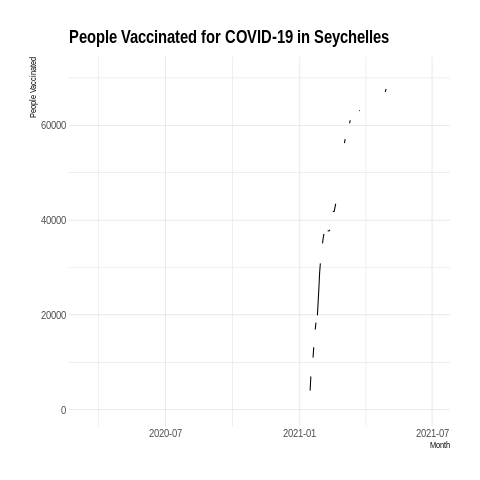 People Vaccinated for COVID-19 in Seychelles
People Vaccinated
60000
40000
20000
0
2020-07 2021-01 2021-07
Month